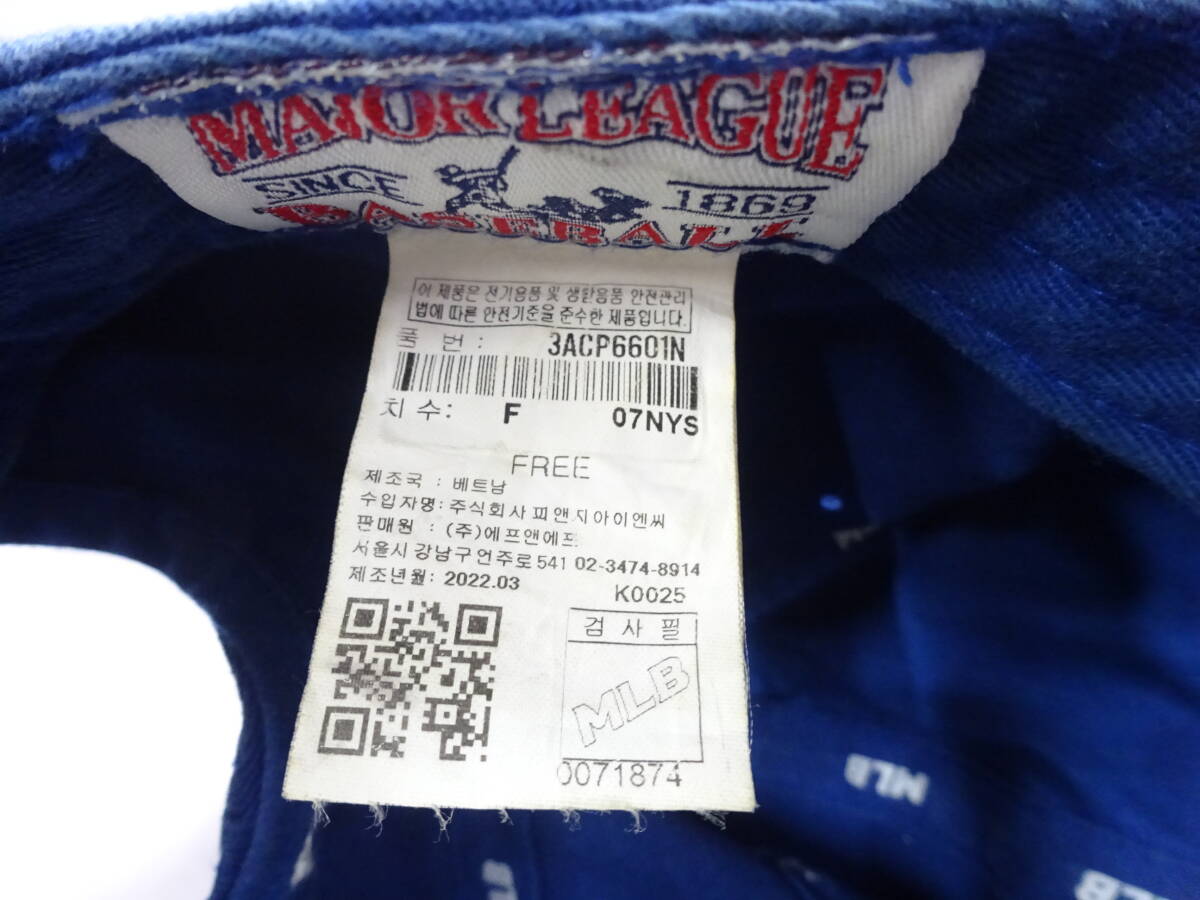 MAJOR LEAGUE
SINCE 1869
BASEBALL
이 제품은 전기용품 및 생활용품 안전관리
법에 따른 안전기준을 준수한 제품입니다.
품 번 : 3ACP6601N
치 수: F 07NYS
FREE
제조국 : 베트남
수입자명: 주식회사 피앤지아이엔씨
판매원 : (주)에프앤에프
서울시 강남구 언주로 541 02-3474-8914
제조년월: 2022.03
K0025
검 사 필
MLB
0071874
MLB
MLB